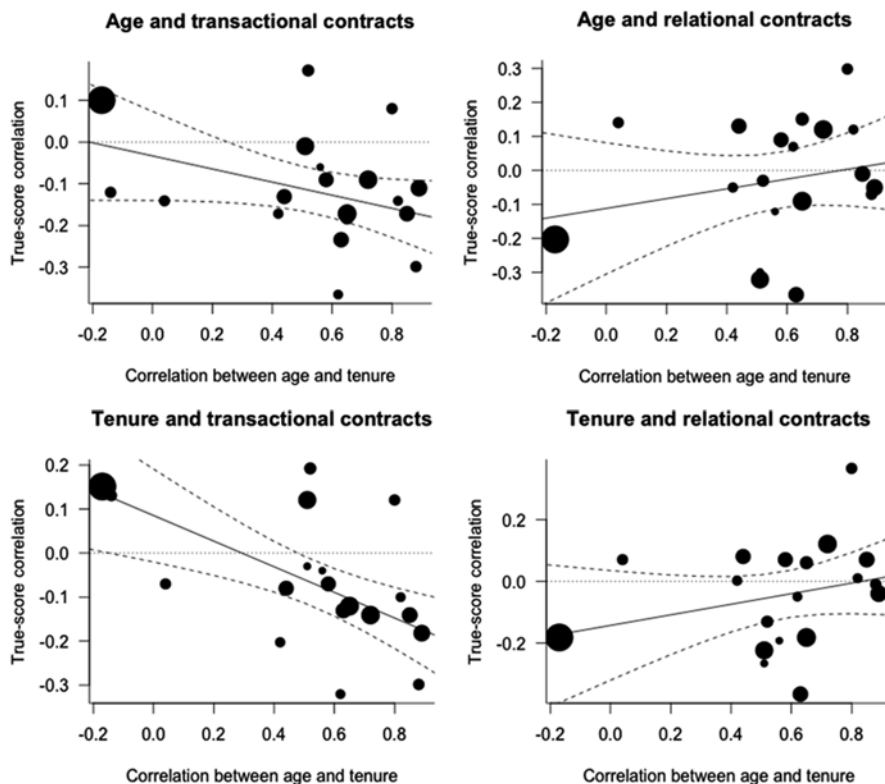 Age and transactional contracts
True-score correlation
0.1
0.0
-0.1
-0.2
-0.3
-0.2 0.0 0.2 0.4 0.6 0.8
Correlation between age and tenure
Age and relational contracts
True-score correlation
0.3
0.2
0.1
0.0
-0.1
-0.2
-0.3
-0.2 0.0 0.2 0.4 0.6 0.8
Correlation between age and tenure
Tenure and transactional contracts
True-score correlation
0.2
0.1
0.0
-0.1
-0.2
-0.3
-0.2 0.0 0.2 0.4 0.6 0.8
Correlation between age and tenure
Tenure and relational contracts
True-score correlation
0.2
0.0
-0.2
-0.2 0.0 0.2 0.4 0.6 0.8
Correlation between age and tenure